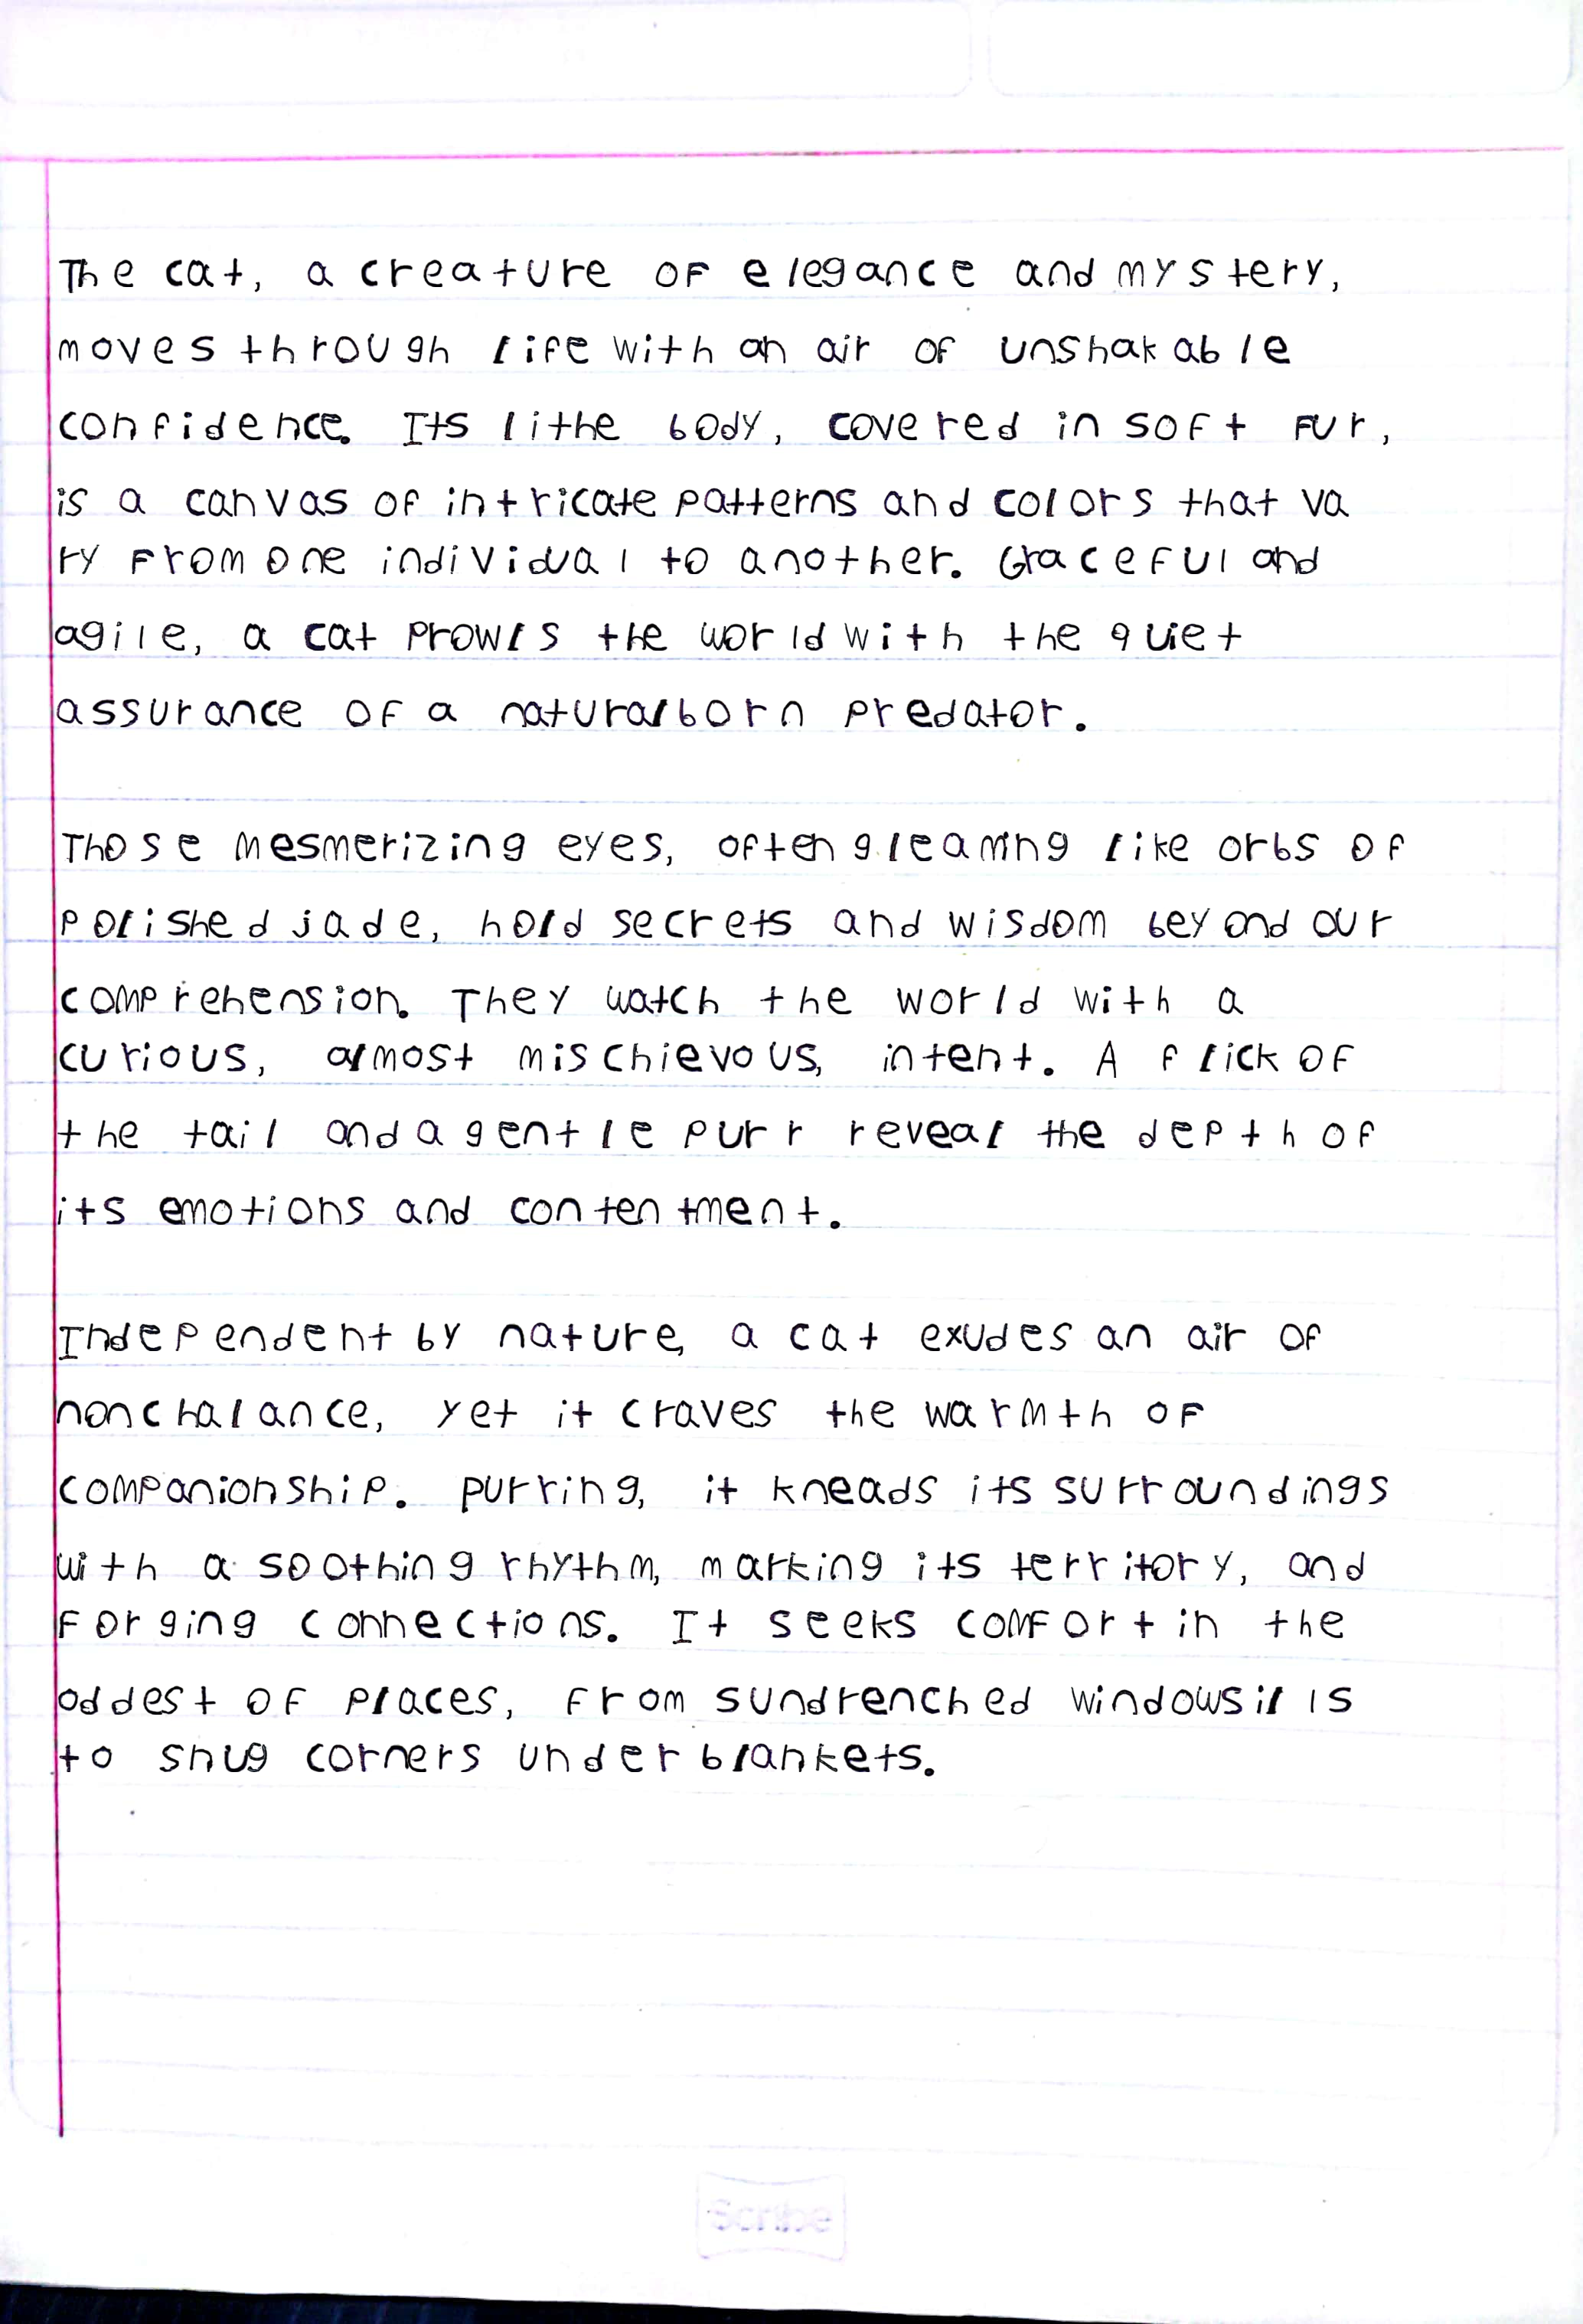 The cat, a creature of elegance and mystery,
moves through life with an air of unshakable
confidence. Its lithe body, covered in soft fur,
is a canvas of intricate patterns and colors that va
ry from one individual to another. Graceful and
agile, a cat prowls the world with the quiet
assurance of a naturalborn predator.
Those mesmerizing eyes, often gleaming like orbs of
polished jade, hold secrets and wisdom beyond our
comprehension. They watch the world with a
curious, almost mischievous, intent. A flick of
the tail and a gentle purr reveal the depth of
its emotions and contentment.
Independent by nature, a cat exudes an air of
nonchalance, yet it craves the warmth of
companionship. Purring, it kneads its surroundings
with a soothing rhythm, marking its territory, and
forging connections. It seeks comfort in the
oddest of places, from sundrenched windowsills
to snug corners under blankets.
Scribe